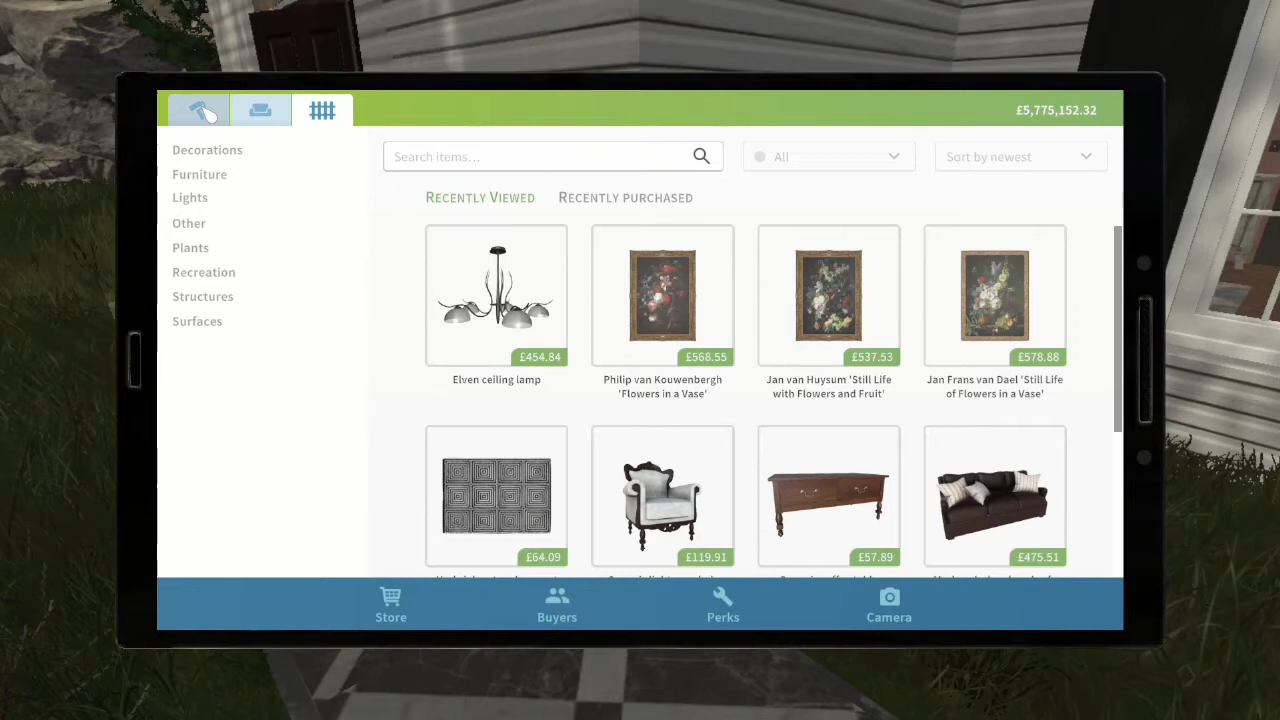 £5,775,152.32
Decorations
Furniture
Lights
Other
Plants
Recreation
Structures
Surfaces
Search items...
All
Sort by newest
RECENTLY VIEWED
RECENTLY PURCHASED
£454.84
£568.55
£537.53
£578.88
Elven ceiling lamp
Philip van Kouwenbergh
'Flowers in a Vase'
Jan van Huysum 'Still Life
with Flowers and Fruit'
Jan Frans van Dael 'Still Life
of Flowers in a Vase'
£64.09
£119.91
£57.89
£475.51
Store
Buyers
Perks
Camera